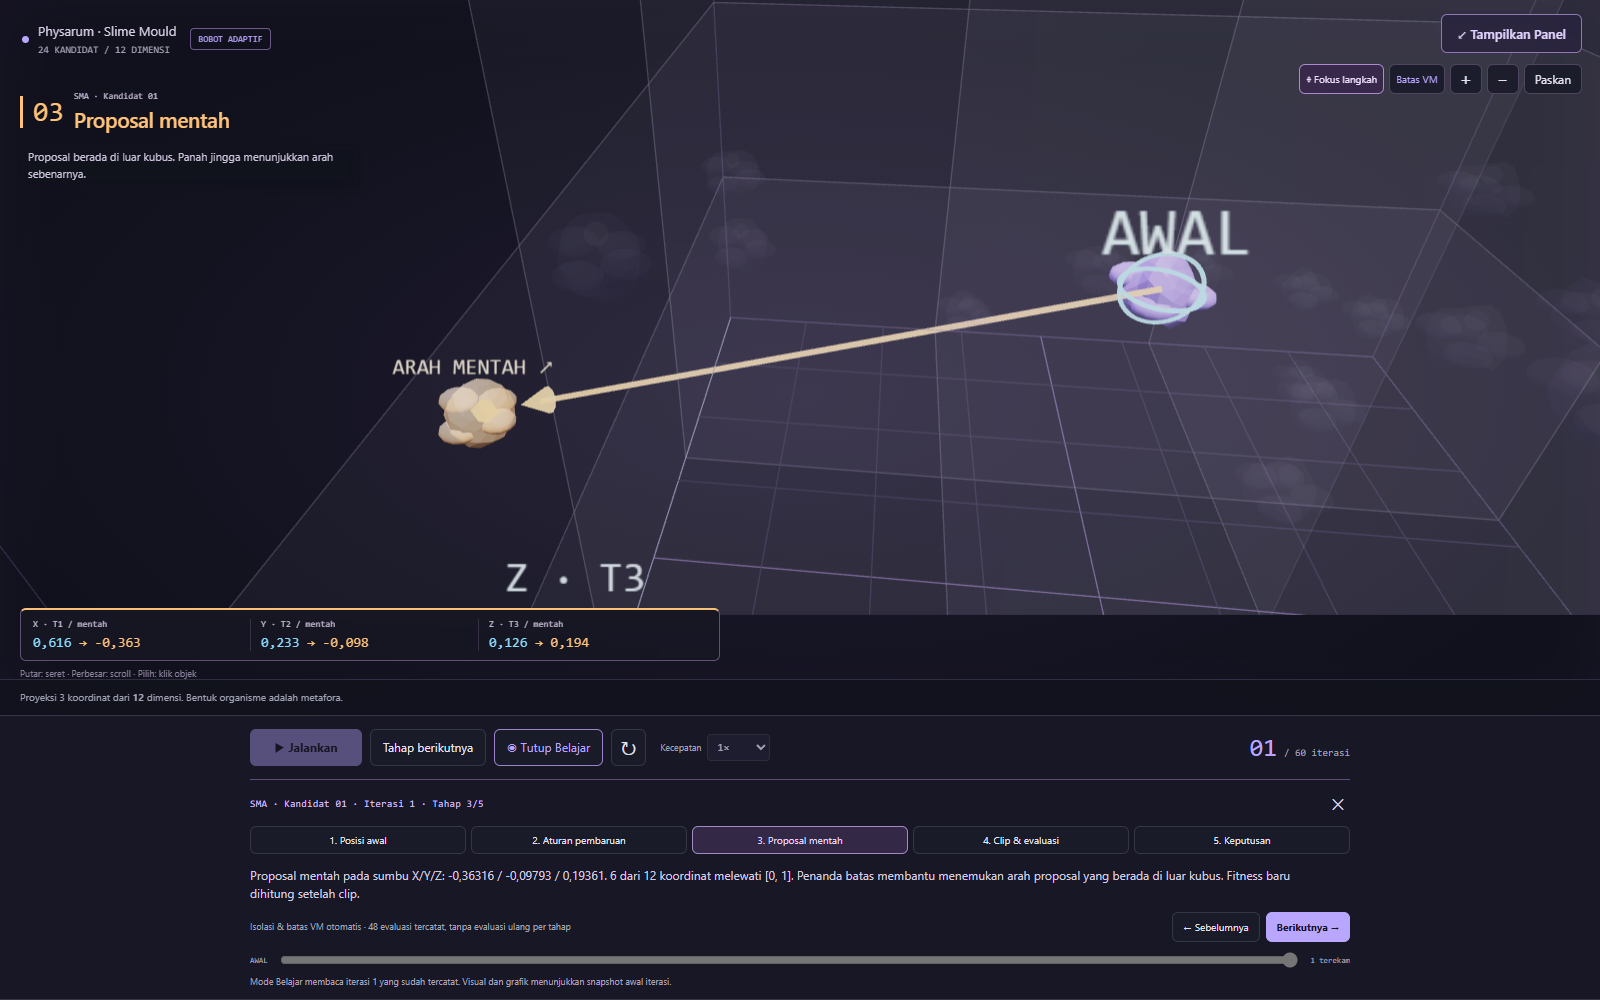 Physarum · Slime Mould
24 KANDIDAT / 12 DIMENSI
BOBOT ADAPTIF
↙ Tampilkan Panel
⌖ Fokus langkah
Batas VM
+
−
Paskan
SMA · Kandidat 01
03
Proposal mentah
Proposal berada di luar kubus. Panah jingga menunjukkan arah
sebenarnya.
AWAL
ARAH MENTAH ↗
Z · T3
X · T1 / mentah
0,616 → -0,363
Y · T2 / mentah
0,233 → -0,098
Z · T3 / mentah
0,126 → 0,194
Putar: seret · Perbesar: scroll · Pilih: klik objek
Proyeksi 3 koordinat dari 12 dimensi. Bentuk organisme adalah metafora.
▶ Jalankan
Tahap berikutnya
◉ Tutup Belajar
↻
Kecepatan
1×
01 / 60 iterasi
SMA · Kandidat 01 · Iterasi 1 · Tahap 3/5
×
1. Posisi awal
2. Aturan pembaruan
3. Proposal mentah
4. Clip & evaluasi
5. Keputusan
Proposal mentah pada sumbu X/Y/Z: -0,36316 / -0,09793 / 0,19361. 6 dari 12 koordinat melewati [0, 1]. Penanda batas membantu menemukan arah proposal yang berada di luar kubus. Fitness baru
dihitung setelah clip.
Isolasi & batas VM otomatis · 48 evaluasi tercatat, tanpa evaluasi ulang per tahap
← Sebelumnya
Berikutnya →
AWAL
1 terekam
Mode Belajar membaca iterasi 1 yang sudah tercatat. Visual dan grafik menunjukkan snapshot awal iterasi.